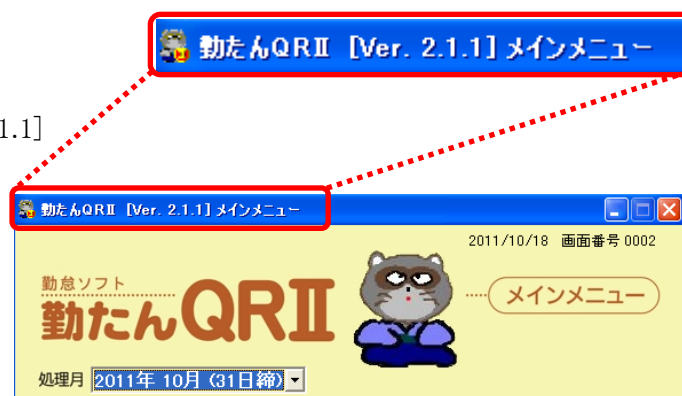 勤たんQRⅡ [Ver. 2.1.1] メインメニュー
1.1]
勤たんQRⅡ [Ver. 2.1.1] メインメニュー
2011/10/18 画面番号 0002
勤怠ソフト
勤たんQRⅡ
メインメニュー
処理月 2011年 10月 (31日締)